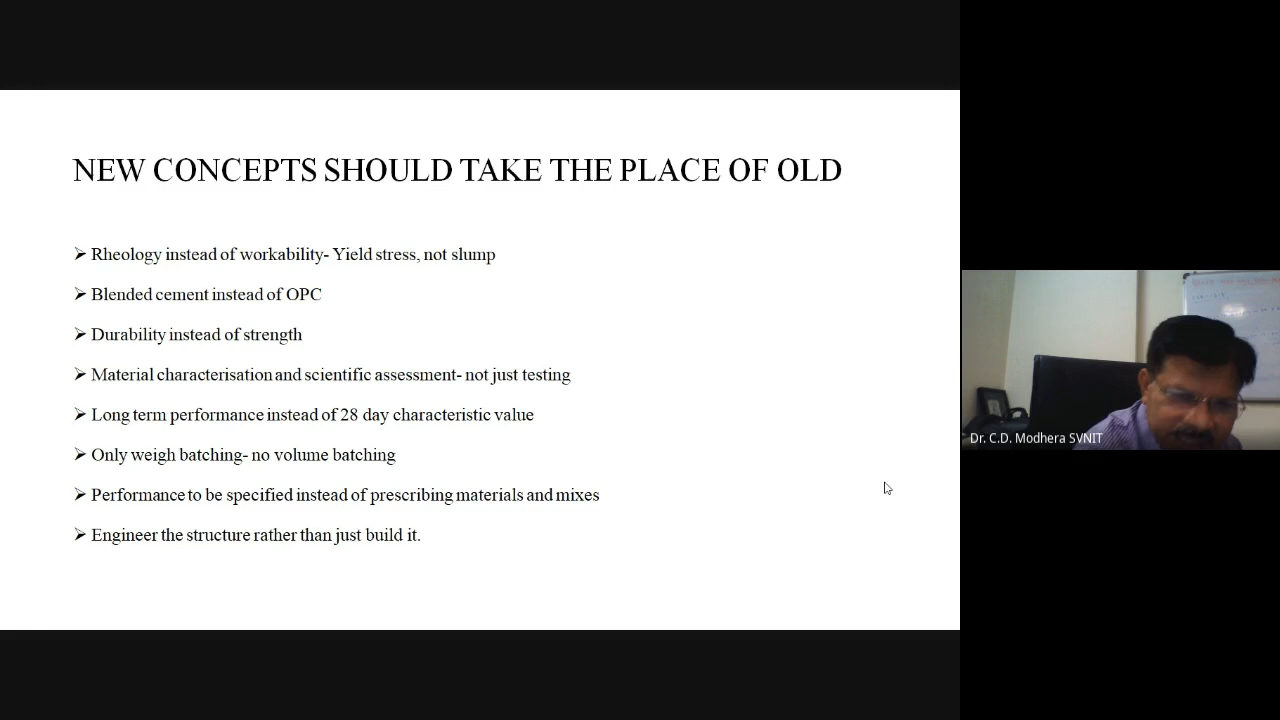 NEW CONCEPTS SHOULD TAKE THE PLACE OF OLD
Rheology instead of workability- Yield stress, not slump
Blended cement instead of OPC
Durability instead of strength
Material characterisation and scientific assessment- not just testing
Long term performance instead of 28 day characteristic value
Only weigh batching- no volume batching
Performance to be specified instead of prescribing materials and mixes
Engineer the structure rather than just build it.
Dr. C.D. Modhera SVNIT